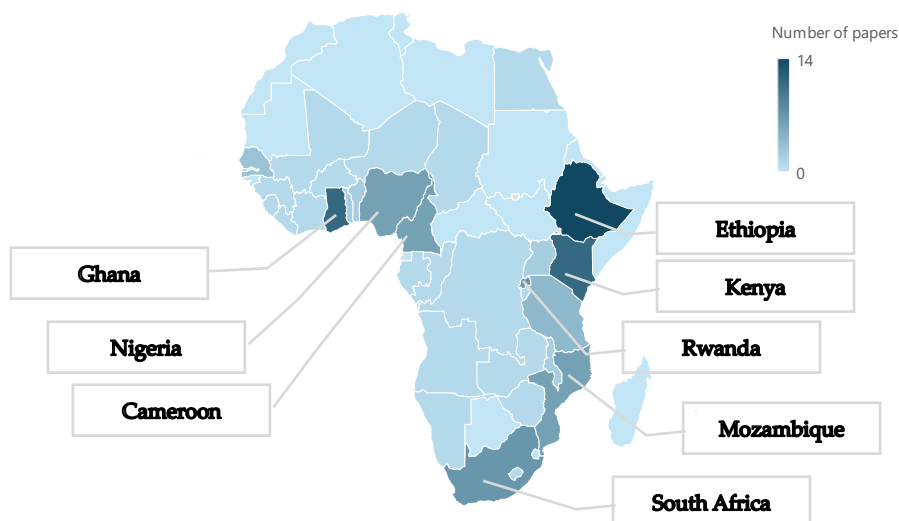 Number of papers
14
0
Ethiopia
Ghana
Kenya
Nigeria
Rwanda
Cameroon
Mozambique
South Africa